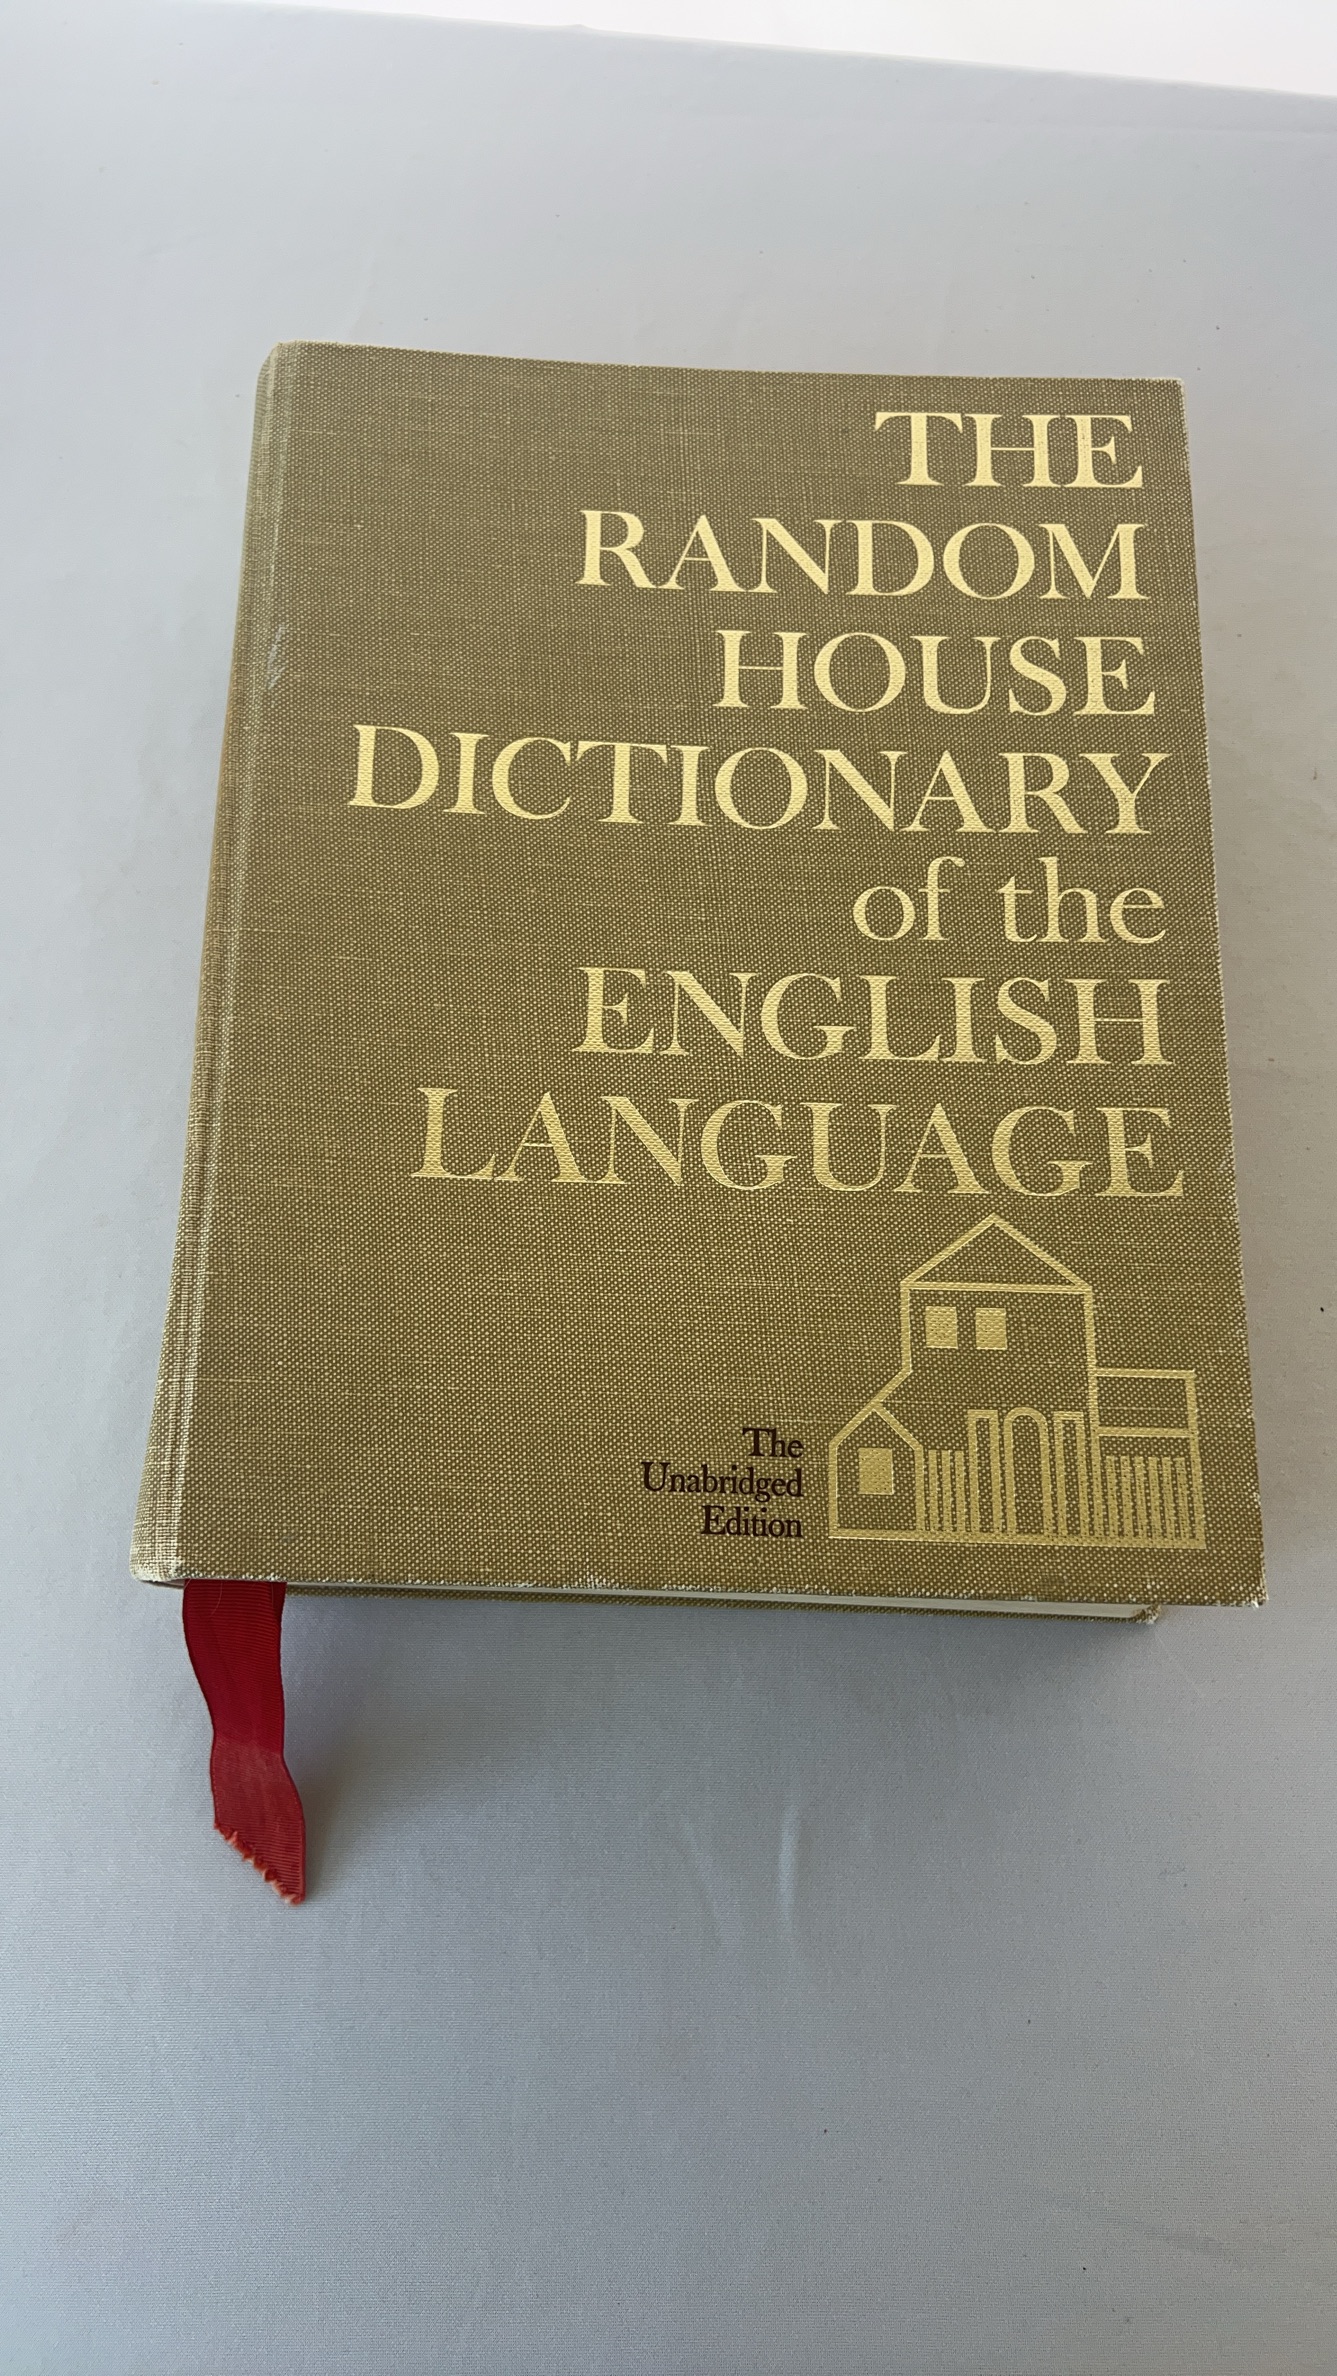 THE
RANDOM
HOUSE
DICTIONARY
of the
ENGLISH
LANGUAGE
The
Unabridged
Edition